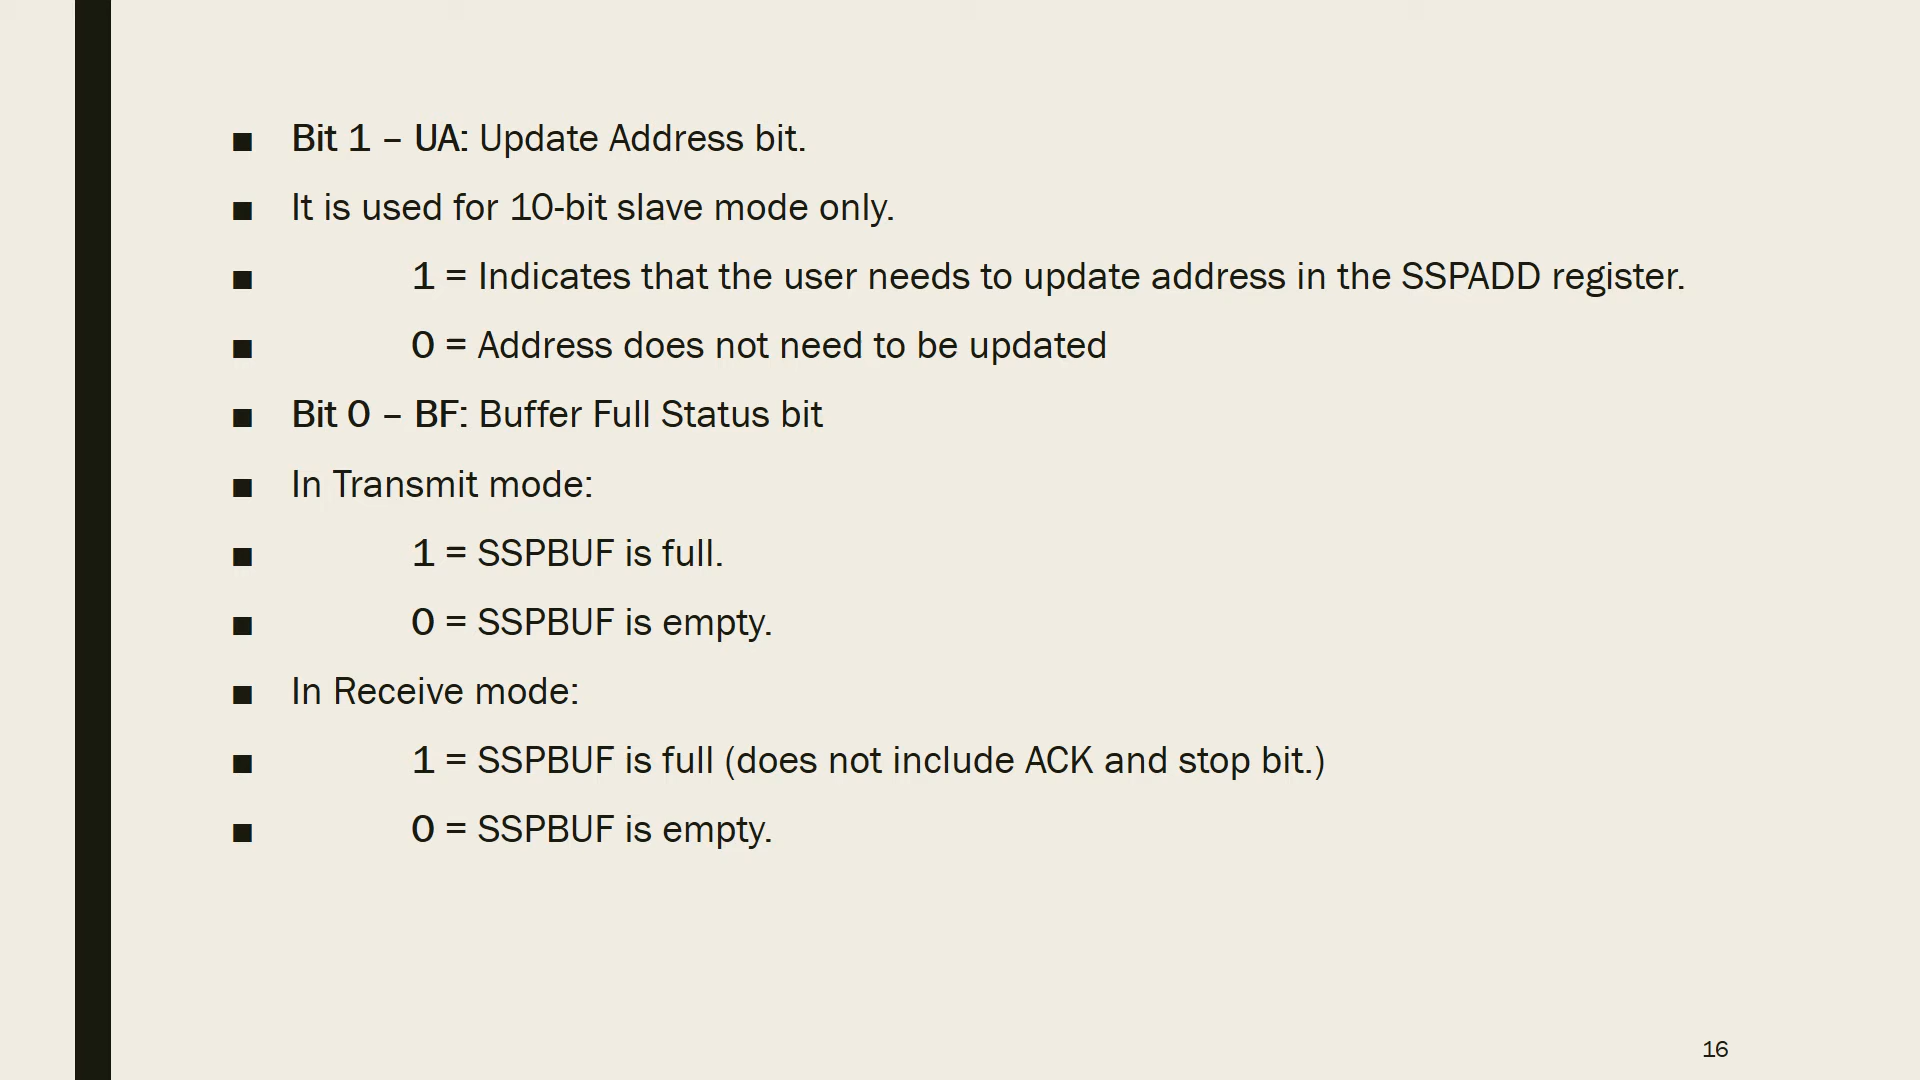 ■ Bit 1 – UA: Update Address bit.
■ It is used for 10-bit slave mode only.
■ 1 = Indicates that the user needs to update address in the SSPADD register.
■ 0 = Address does not need to be updated
■ Bit 0 – BF: Buffer Full Status bit
■ In Transmit mode:
■ 1 = SSPBUF is full.
■ 0 = SSPBUF is empty.
■ In Receive mode:
■ 1 = SSPBUF is full (does not include ACK and stop bit.)
■ 0 = SSPBUF is empty.
16